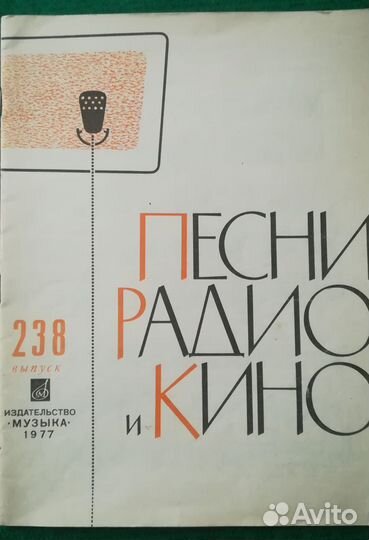 ПЕСНИ
РАДИО
и КИНО
238
выпуск
ИЗДАТЕЛЬСТВО
·МУЗЫКА·
1977
Avito